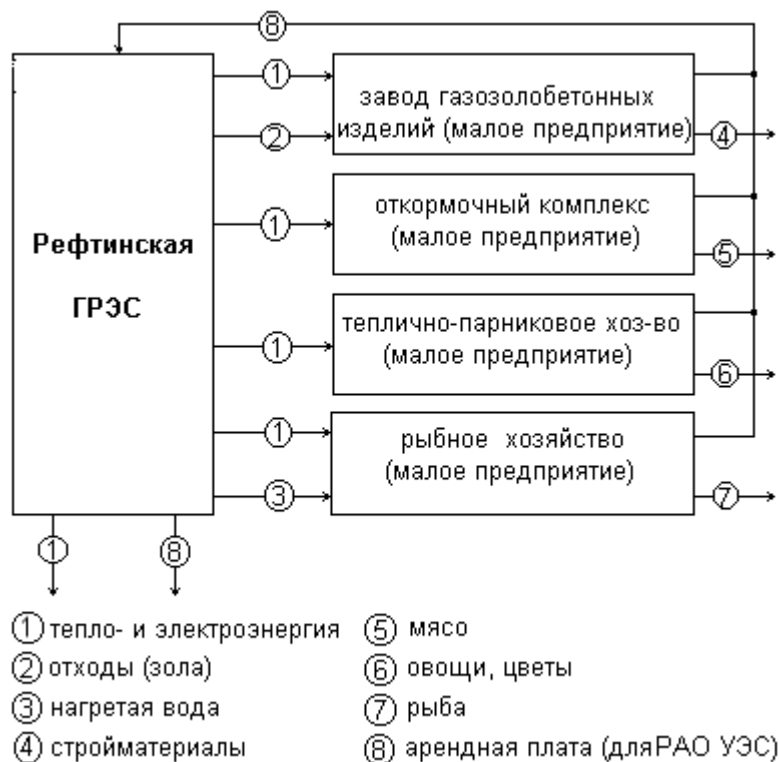 8
1
завод газозолобетонных
изделий (малое предприятие)
2
4
1
откормочный комплекс
(малое предприятие)
5
Рефтинская
ГРЭС
1
теплично-парниковое хоз-во
(малое предприятие)
6
1
рыбное хозяйство
(малое предприятие)
3
7
1
8
1 тепло- и электроэнергия
2 отходы (зола)
3 нагретая вода
4 стройматериалы
5 мясо
6 овощи, цветы
7 рыба
8 арендная плата (дляРАО УЭС)